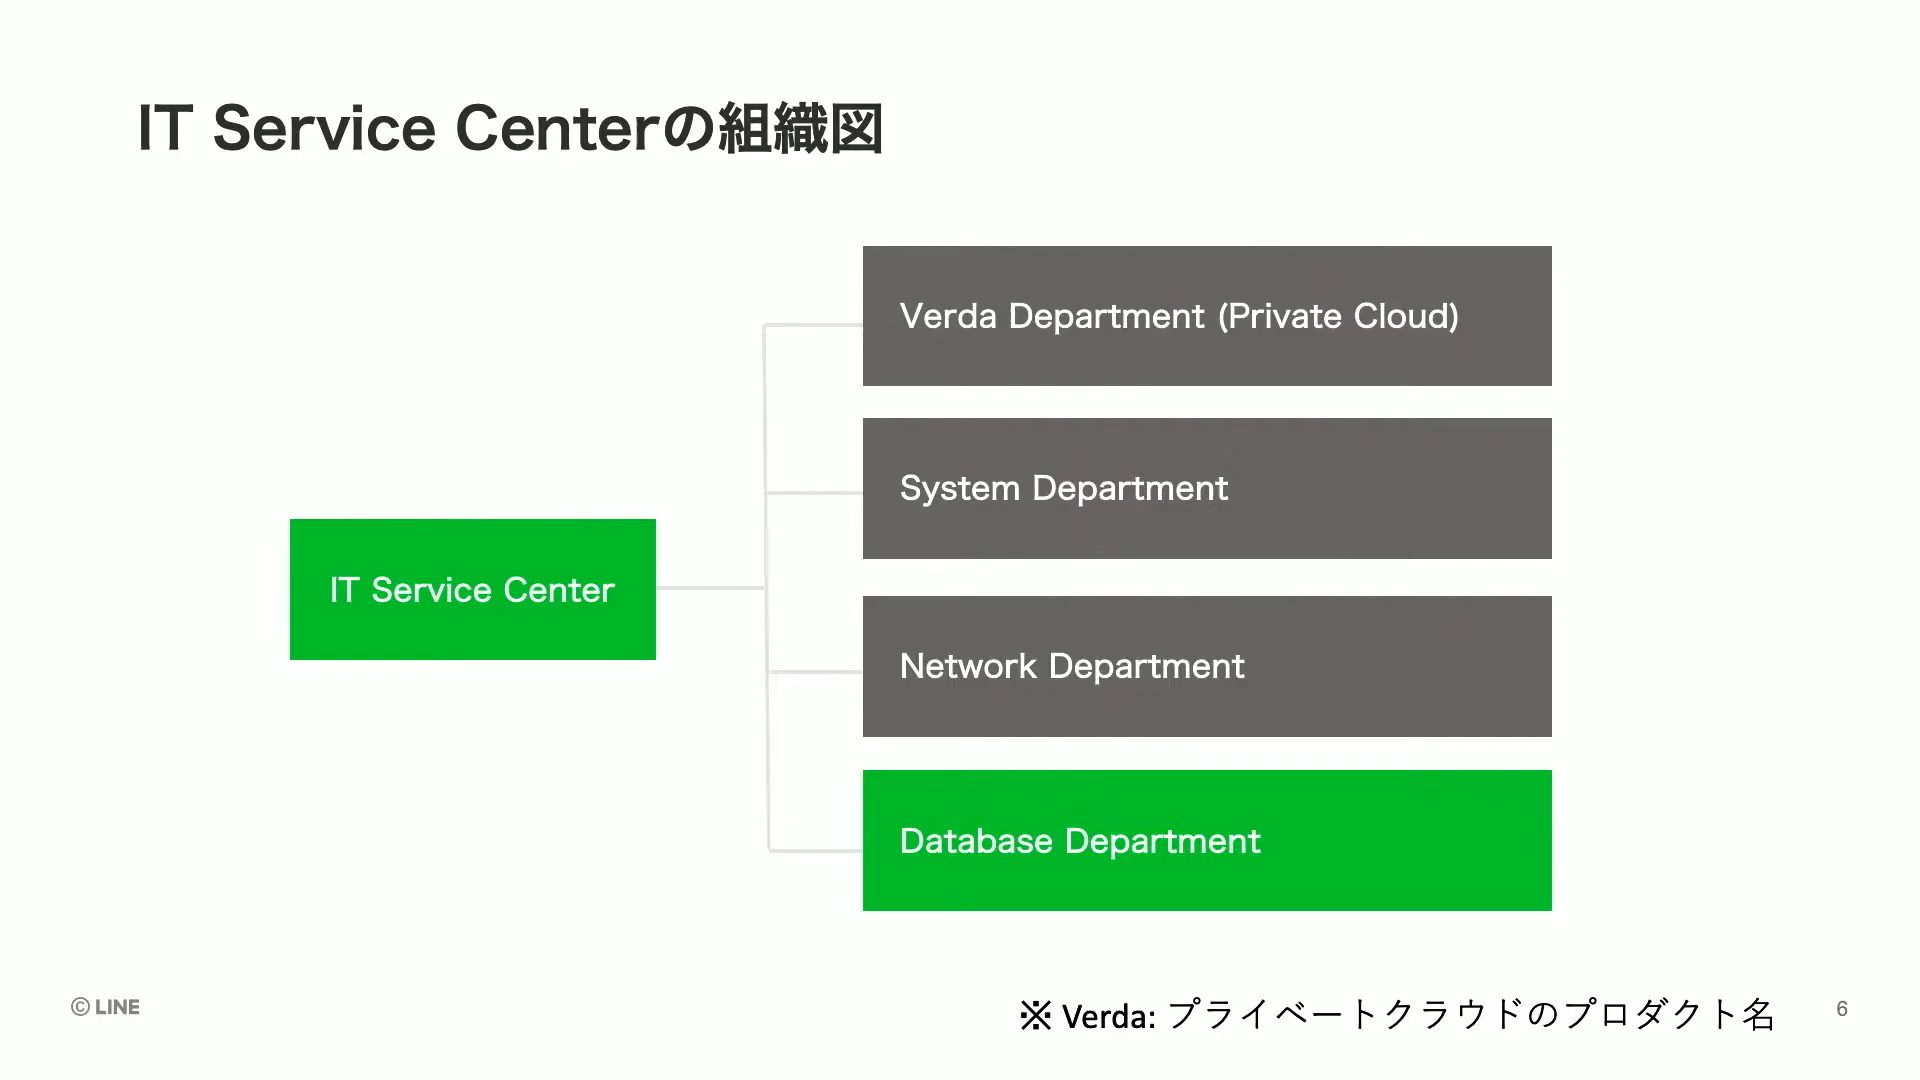 IT Service Centerの組織図
Verda Department (Private Cloud)
System Department
IT Service Center
Network Department
Database Department
© LINE
※ Verda: プライベートクラウドのプロダクト名
6